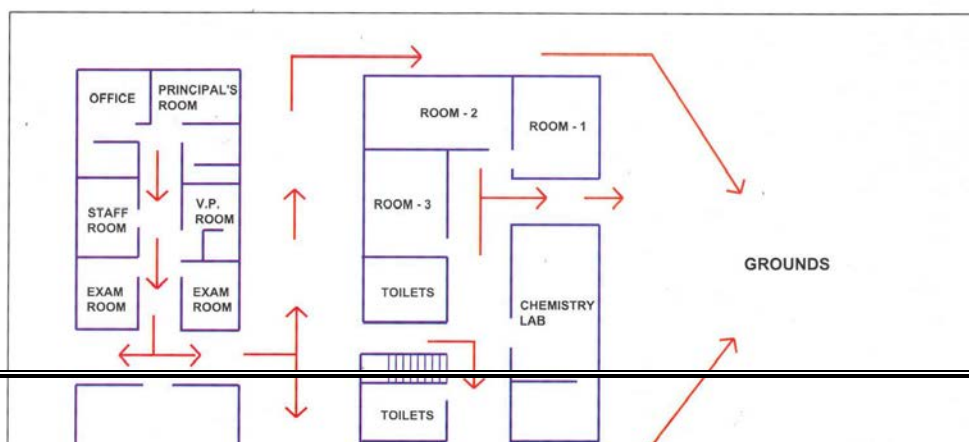 OFFICE
PRINCIPAL'S
ROOM
ROOM - 2
ROOM - 1
STAFF
ROOM
V.P.
ROOM
ROOM - 3
GROUNDS
EXAM
ROOM
EXAM
ROOM
TOILETS
CHEMISTRY
LAB
TOILETS